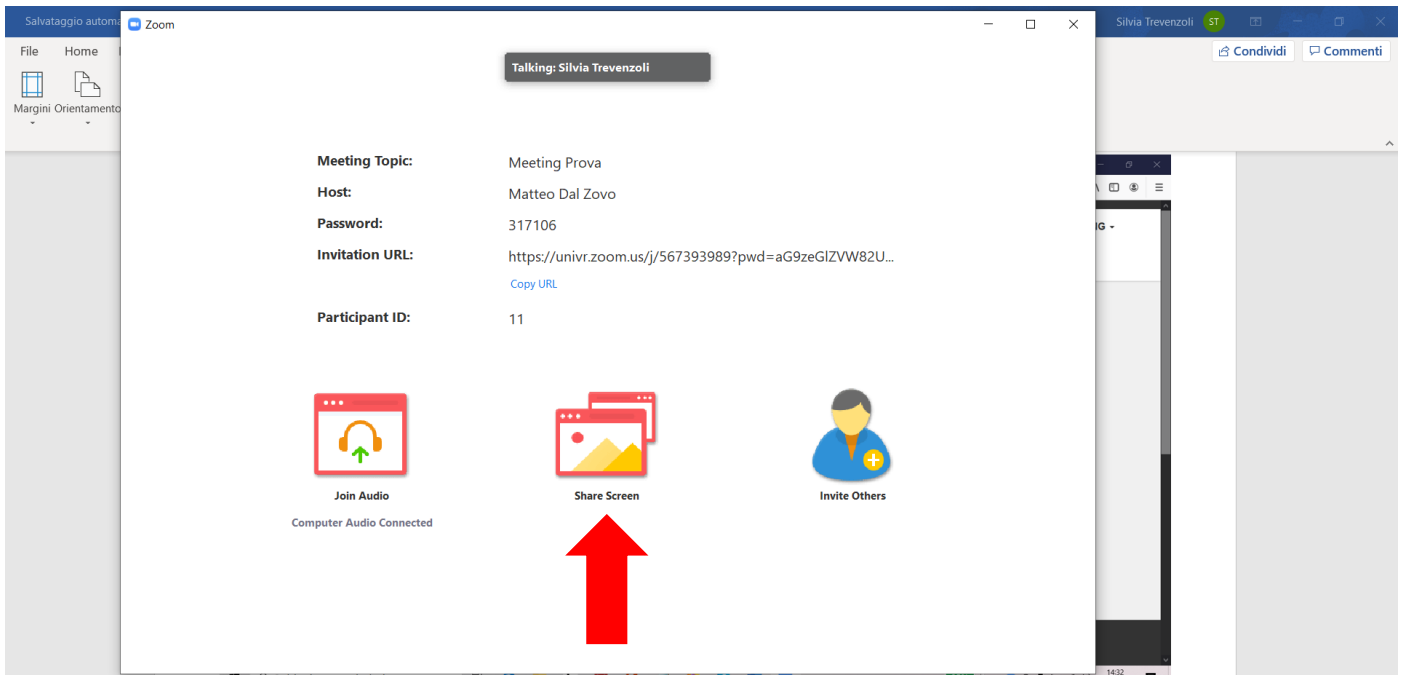 Salvataggio automa
Zoom
Silvia Trevenzoli
ST
File
Home
Condividi
Commenti
Talking: Silvia Trevenzoli
Margini
Orientamento
Meeting Topic:
Meeting Prova
Host:
Matteo Dal Zovo
Password:
317106
Invitation URL:
https://univr.zoom.us/j/567393989?pwd=aG9zeGlZVW82U...
Copy URL
Participant ID:
11
Join Audio
Share Screen
Invite Others
Computer Audio Connected
IG
14:32